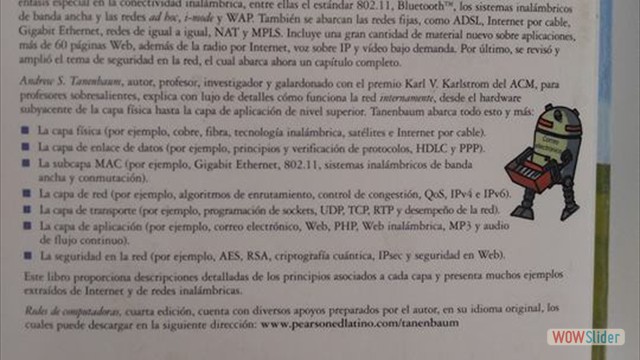 énfasis especial en la conectividad inalámbrica, entre ellas el estándar 802.11, Bluetooth™, los sistemas inalámbricos
de banda ancha y las redes ad hoc, i-mode y WAP. También se abarcan las redes fijas, como ADSL, Internet por cable,
Gigabit Ethernet, redes de igual a igual, NAT y MPLS. Incluye una gran cantidad de material nuevo sobre aplicaciones,
más de 60 páginas Web, además de la radio por Internet, voz sobre IP y vídeo bajo demanda. Por último, se revisó y
amplió el tema de seguridad en la red, el cual abarca ahora un capítulo completo.
Andrew S. Tanenbaum, autor, profesor, investigador y galardonado con el premio Karl V. Karlstrom del ACM, para
profesores sobresalientes, explica con lujo de detalles cómo funciona la red internamente, desde el hardware
subyacente de la capa física hasta la capa de aplicación de nivel superior. Tanenbaum abarca todo esto y más:
La capa física (por ejemplo, cobre, fibra, tecnología inalámbrica, satélites e Internet por cable).
La capa de enlace de datos (por ejemplo, principios y verificación de protocolos, HDLC y PPP).
La subcapa MAC (por ejemplo, Gigabit Ethernet, 802.11, sistemas inalámbricos de banda
ancha y conmutación).
La capa de red (por ejemplo, algoritmos de enrutamiento, control de congestión, QoS, IPv4 e IPv6).
La capa de transporte (por ejemplo, programación de sockets, UDP, TCP, RTP y desempeño de la red).
La capa de aplicación (por ejemplo, correo electrónico, Web, PHP, Web inalámbrica, MP3 y audio
de flujo continuo).
La seguridad en la red (por ejemplo, AES, RSA, criptografía cuántica, IPsec y seguridad en Web).
Correo
electrónico
Este libro proporciona descripciones detalladas de los principios asociados a cada capa y presenta muchos ejemplos
extraídos de Internet y de redes inalámbricas.
Redes de computadoras, cuarta edición, cuenta con diversos apoyos preparados por el autor, en su idioma original, los
cuales puede descargar en la siguiente dirección: www.pearsonedlatino.com/tanenbaum
WOWSlider